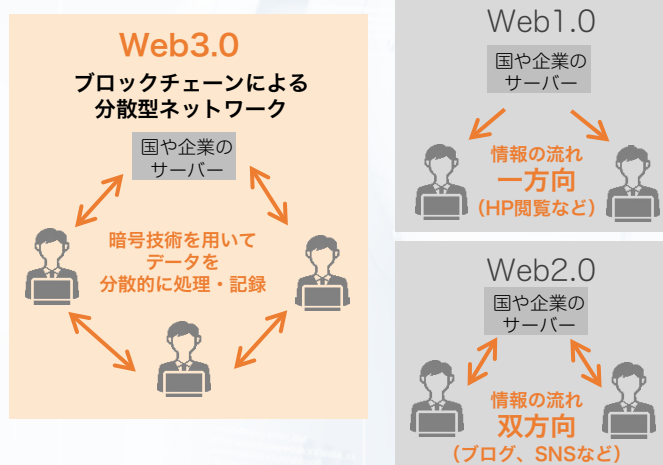 Web3.0
ブロックチェーンによる
分散型ネットワーク
国や企業の
サーバー
暗号技術を用いて
データを
分散的に処理・記録
Web1.0
国や企業の
サーバー
情報の流れ
一方向
（HP閲覧など）
Web2.0
国や企業の
サーバー
情報の流れ
双方向
（ブログ、SNSなど）